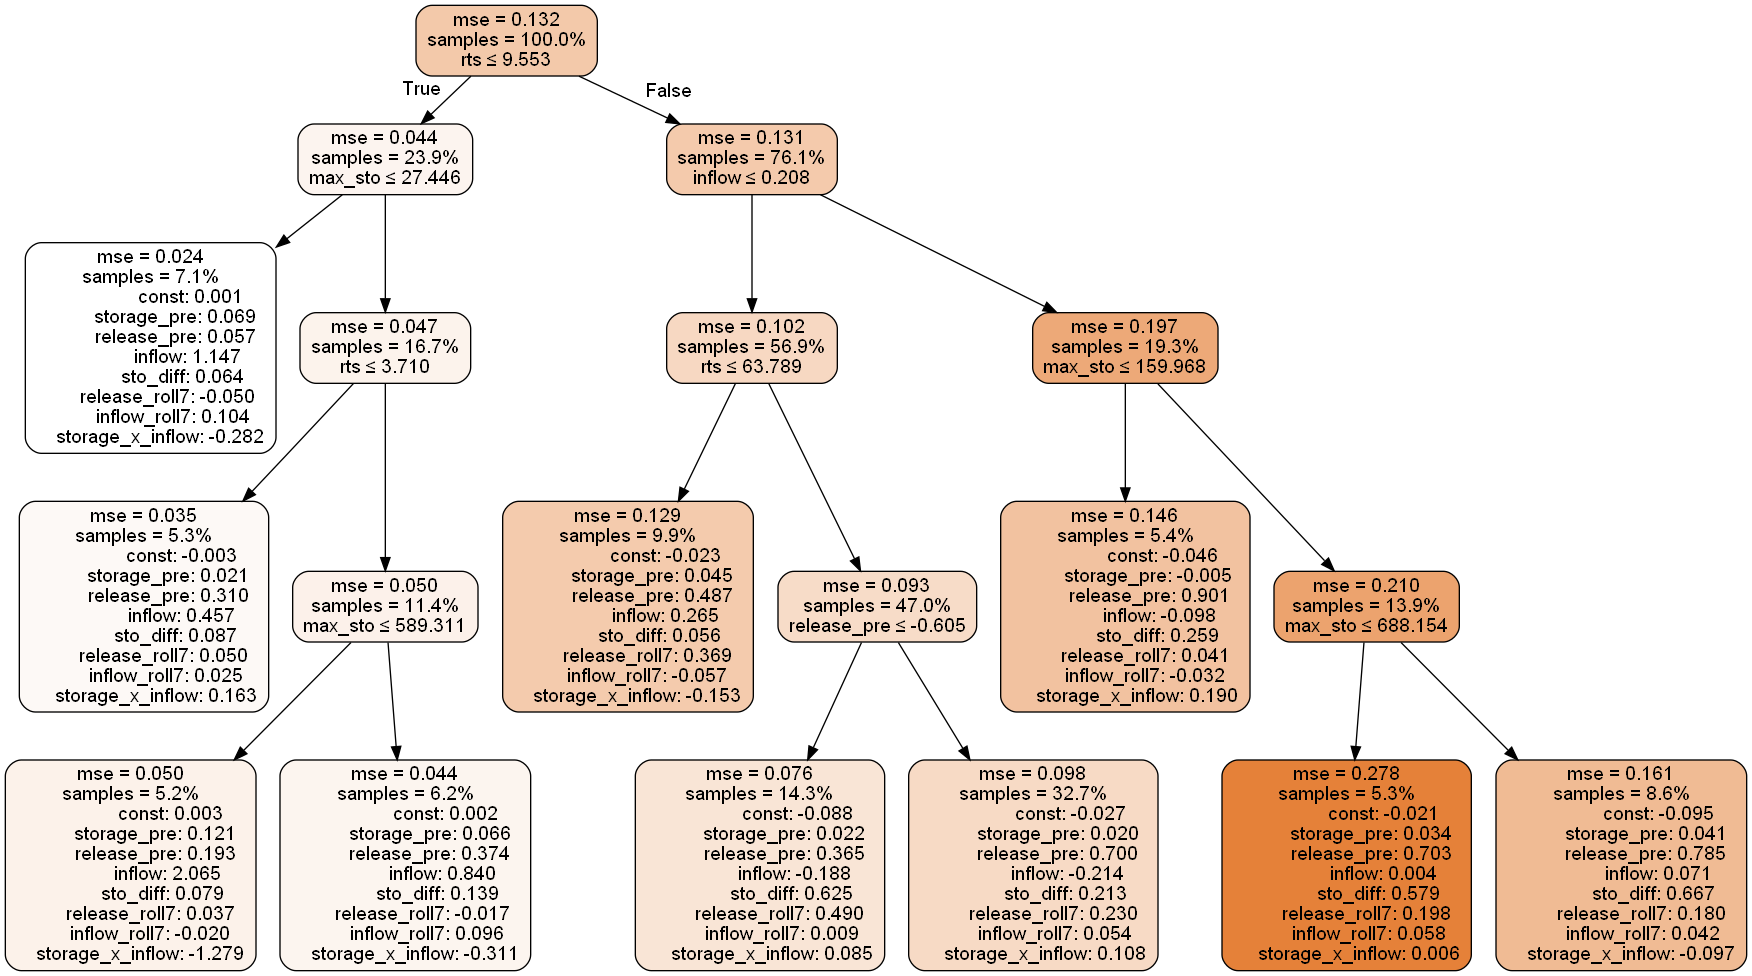 mse = 0.132
samples = 100.0%
rts ≤ 9.553
True
False
mse = 0.044
samples = 23.9%
max_sto ≤ 27.446
mse = 0.131
samples = 76.1%
inflow ≤ 0.208
mse = 0.024
samples = 7.1%
const: 0.001
storage_pre: 0.069
release_pre: 0.057
inflow: 1.147
sto_diff: 0.064
release_roll7: -0.050
inflow_roll7: 0.104
storage_x_inflow: -0.282
mse = 0.047
samples = 16.7%
rts ≤ 3.710
mse = 0.102
samples = 56.9%
rts ≤ 63.789
mse = 0.197
samples = 19.3%
max_sto ≤ 159.968
mse = 0.035
samples = 5.3%
const: -0.003
storage_pre: 0.021
release_pre: 0.310
inflow: 0.457
sto_diff: 0.087
release_roll7: 0.050
inflow_roll7: 0.025
storage_x_inflow: 0.163
mse = 0.050
samples = 11.4%
max_sto ≤ 589.311
mse = 0.129
samples = 9.9%
const: -0.023
storage_pre: 0.045
release_pre: 0.487
inflow: 0.265
sto_diff: 0.056
release_roll7: 0.369
inflow_roll7: -0.057
storage_x_inflow: -0.153
mse = 0.093
samples = 47.0%
release_pre ≤ -0.605
mse = 0.146
samples = 5.4%
const: -0.046
storage_pre: -0.005
release_pre: 0.901
inflow: -0.098
sto_diff: 0.259
release_roll7: 0.041
inflow_roll7: -0.032
storage_x_inflow: 0.190
mse = 0.210
samples = 13.9%
max_sto ≤ 688.154
mse = 0.050
samples = 5.2%
const: 0.003
storage_pre: 0.121
release_pre: 0.193
inflow: 2.065
sto_diff: 0.079
release_roll7: 0.037
inflow_roll7: -0.020
storage_x_inflow: -1.279
mse = 0.044
samples = 6.2%
const: 0.002
storage_pre: 0.066
release_pre: 0.374
inflow: 0.840
sto_diff: 0.139
release_roll7: -0.017
inflow_roll7: 0.096
storage_x_inflow: -0.311
mse = 0.076
samples = 14.3%
const: -0.088
storage_pre: 0.022
release_pre: 0.365
inflow: -0.188
sto_diff: 0.625
release_roll7: 0.490
inflow_roll7: 0.009
storage_x_inflow: 0.085
mse = 0.098
samples = 32.7%
const: -0.027
storage_pre: 0.020
release_pre: 0.700
inflow: -0.214
sto_diff: 0.213
release_roll7: 0.230
inflow_roll7: 0.054
storage_x_inflow: 0.108
mse = 0.278
samples = 5.3%
const: -0.021
storage_pre: 0.034
release_pre: 0.703
inflow: 0.004
sto_diff: 0.579
release_roll7: 0.198
inflow_roll7: 0.058
storage_x_inflow: 0.006
mse = 0.161
samples = 8.6%
const: -0.095
storage_pre: 0.041
release_pre: 0.785
inflow: 0.071
sto_diff: 0.667
release_roll7: 0.180
inflow_roll7: 0.042
storage_x_inflow: -0.097